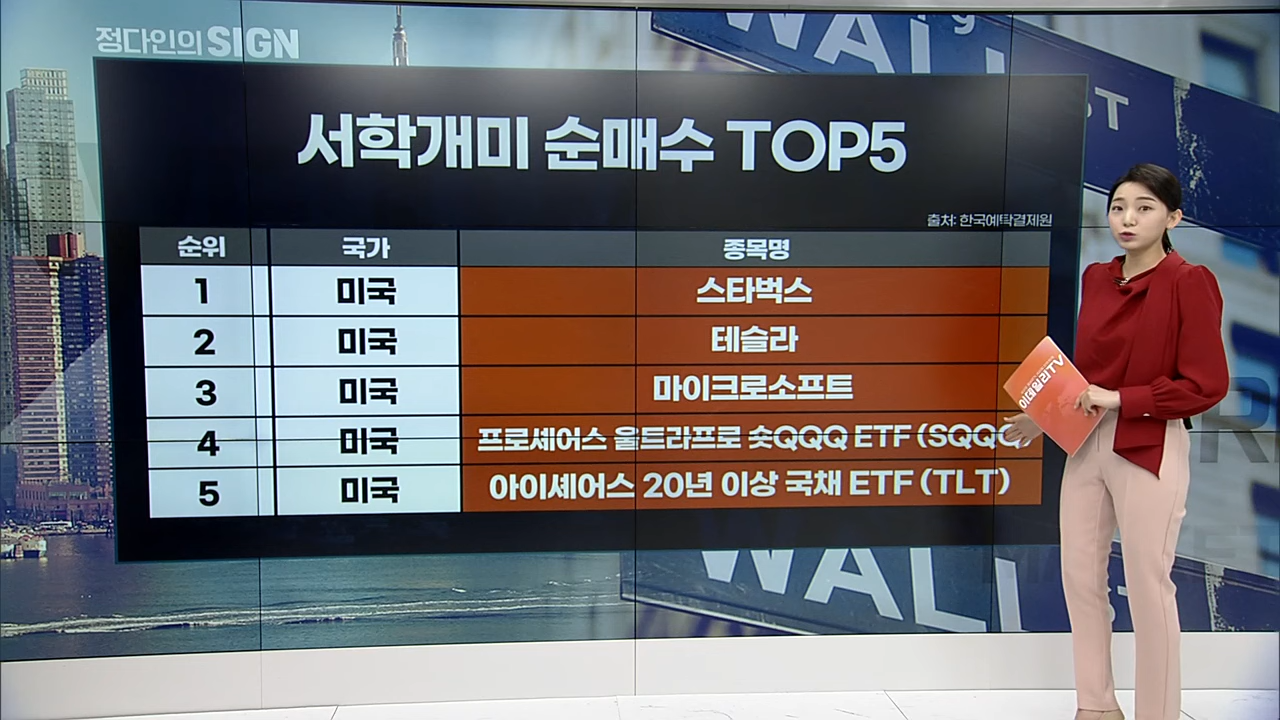 정다인의 SIGN
WALL
ST
서학개미 순매수 TOP5
출처: 한국예탁결제원
순위 국가 종목명
1 미국 스타벅스
2 미국 테슬라
3 미국 마이크로소프트
4 미국 프로셰어스 울트라프로 숏QQQ ETF (SQQQ)
5 미국 아이셰어스 20년 이상 국채 ETF (TLT)
이데일리TV
WALL
ST